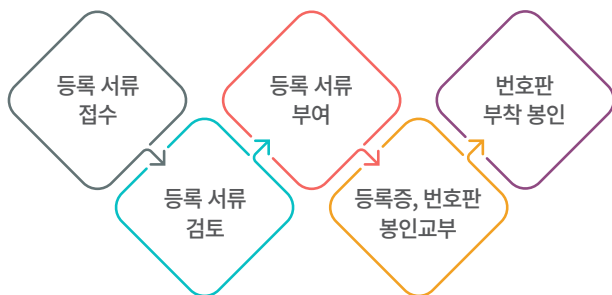 등록 서류
접수
등록 서류
검토
등록 서류
부여
등록증, 번호판
봉인교부
번호판
부착 봉인